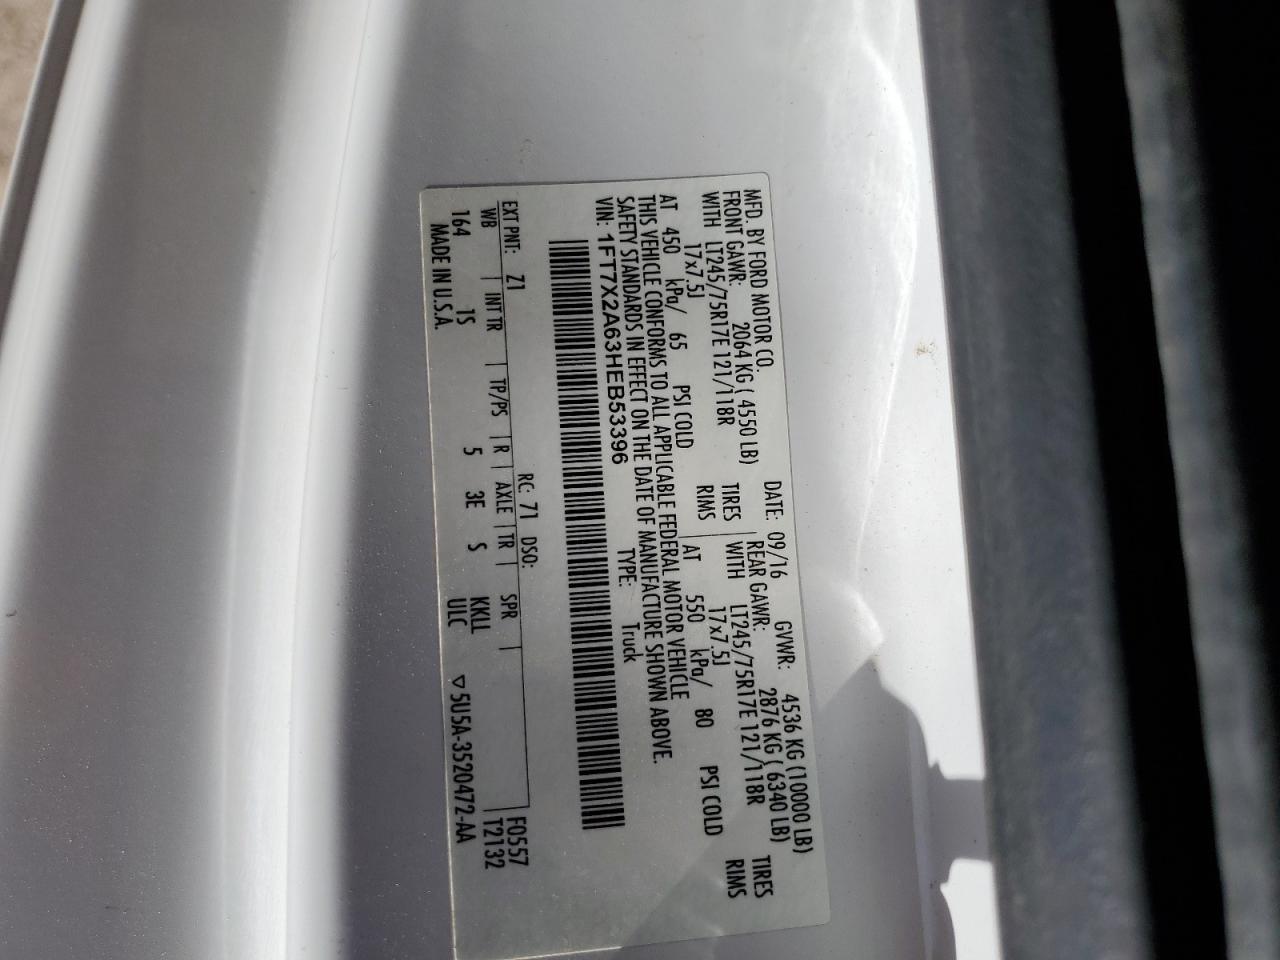 MFD. BY FORD MOTOR CO. DATE: 09/16 GVWR: 4536 KG (10000 LB)
FRONT GAWR: 2064 KG ( 4550 LB) REAR GAWR: 2876 KG ( 6340 LB)
WITH LT245/75R17E 121/118R TIRES WITH LT245/75R17E 121/118R TIRES
17x7.5J RIMS 17x7.5J RIMS
AT 450 kPa/ 65 PSI COLD AT 550 kPa/ 80 PSI COLD
THIS VEHICLE CONFORMS TO ALL APPLICABLE FEDERAL MOTOR VEHICLE
SAFETY STANDARDS IN EFFECT ON THE DATE OF MANUFACTURE SHOWN ABOVE.
VIN: 1FT7X2A63HEB53396 TYPE: Truck
F0557
T2132
EXT PNT: Z1 RC: 71 DSO:
WB INT TR TP/PS R AXLE TR SPR
164 1S 5 3E S KKLL
ULC
MADE IN U.S.A. ▽5U5A-3520472-AA